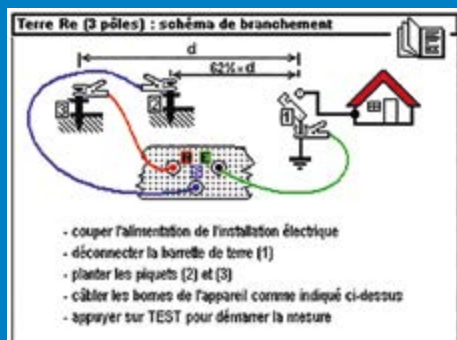 Terre Re (3 pôles) : schéma de branchement
d
62% × d
3
2
1
H
E
S
- couper l'alimentation de l'installation électrique
- déconnecter la barrette de terre (1)
- planter les piquets (2) et (3)
- câbler les bornes de l'appareil comme indiqué ci-dessus
- appuyer sur TEST pour démarrer la mesure